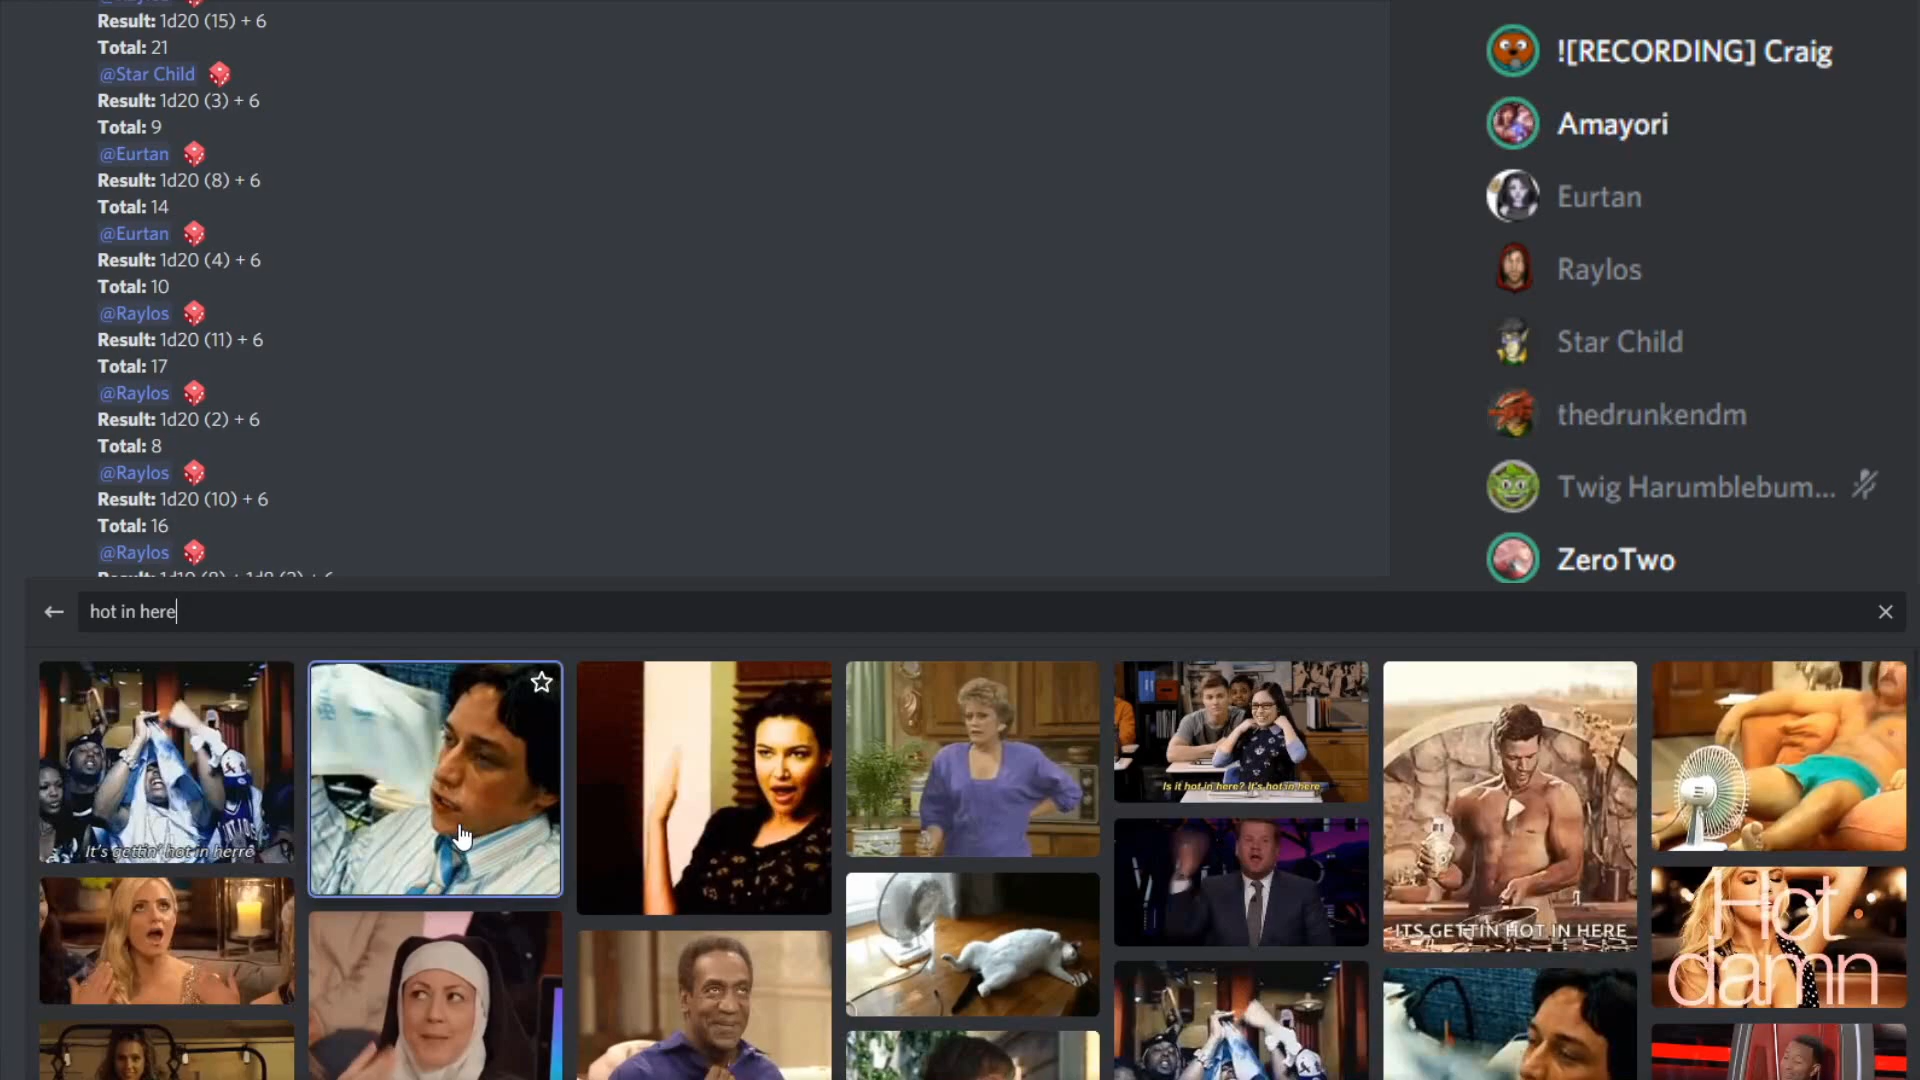 Result: 1d20 (15) + 6
Total: 21
@Star Child
Result: 1d20 (3) + 6
Total: 9
@Eurtan
Result: 1d20 (8) + 6
Total: 14
@Eurtan
Result: 1d20 (4) + 6
Total: 10
@Raylos
Result: 1d20 (11) + 6
Total: 17
@Raylos
Result: 1d20 (2) + 6
Total: 8
@Raylos
Result: 1d20 (10) + 6
Total: 16
@Raylos
![RECORDING] Craig
Amayori
Eurtan
Raylos
Star Child
thedrunkendm
Twig Harumblebum...
ZeroTwo
hot in here
It's gettin' hot in herre
Is it hot in here? It's hot in here
ITS GETTIN HOT IN HERE
Hot
damn